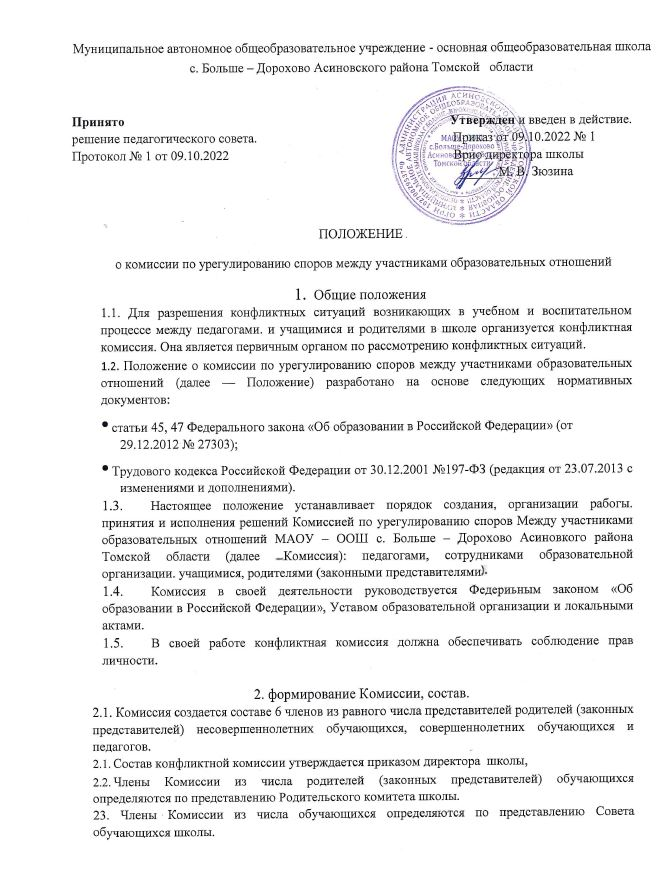 Муниципальное автономное общеобразовательное учреждение - основная общеобразовательная школа
с. Больше – Дорохово Асиновского района Томской области
Принято
решение педагогического совета.
Протокол № 1 от 09.10.2022
Утвержден и введен в действие.
Приказ от 09.10.2022 № 1
Врио директора школы
М. В. Зюзина
МАОУ
с.Больше-Дорохово
Томской области
ПОЛОЖЕНИЕ
о комиссии по урегулированию споров между участниками образовательных отношений
1. Общие положения
1.1. Для разрешения конфликтных ситуаций возникающих в учебном и воспитательном
процессе между педагогами. и учащимися и родителями в школе организуется конфликтная
комиссия. Она является первичным органом по рассмотрению конфликтных ситуаций.
1.2. Положение о комиссии по урегулированию споров между участниками образовательных
отношений (далее — Положение) разработано на основе следующих нормативных
документов:
• статьи 45, 47 Федерального закона «Об образовании в Российской Федерации» (от
29.12.2012 № 27303);
• Трудового кодекса Российской Федерации от 30.12.2001 №197-ФЗ (редакция от 23.07.2013 с
изменениями и дополнениями).
1.3. Настоящее положение устанавливает порядок создания, организации работы.
принятия и исполнения решений Комиссией по урегулированию споров Между участниками
образовательных отношений МАОУ – ООШ с. Больше – Дорохово Асиновкого района
Томской области (далее _Комиссия): педагогами, сотрудниками образовательной
организации. учащимися, родителями (законными представителями).
1.4. Комиссия в своей деятельности руководствуется Федериьным законом «Об
образовании в Российской Федерации», Уставом образовательной организации и локальными
актами.
1.5. В своей работе конфликтная комиссия должна обеспечивать соблюдение прав
личности.
2. формирование Комиссии, состав.
2.1. Комиссия создается составе 6 членов из равного числа представителей родителей (законных
представителей) несовершеннолетних обучающихся, совершеннолетних обучающихся и
педагогов.
2.1. Состав конфликтной комиссии утверждается приказом директора школы,
2.2. Члены Комиссии из числа родителей (законных представителей) обучающихся
определяются по представлению Родительского комитета школы.
23. Члены Комиссии из числа обучающихся определяются по представлению Совета
обучающихся школы.